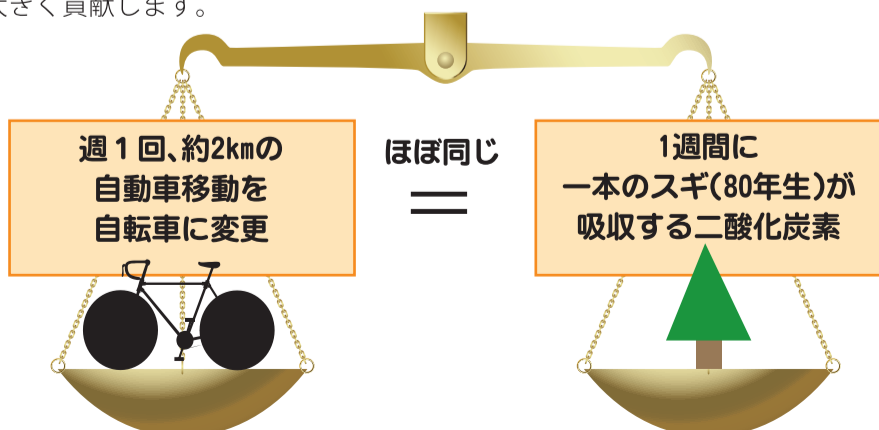 大きく貢献します。
週1回、約2kmの
自動車移動を
自転車に変更
ほぼ同じ
=
1週間に
一本のスギ(80年生)が
吸収する二酸化炭素